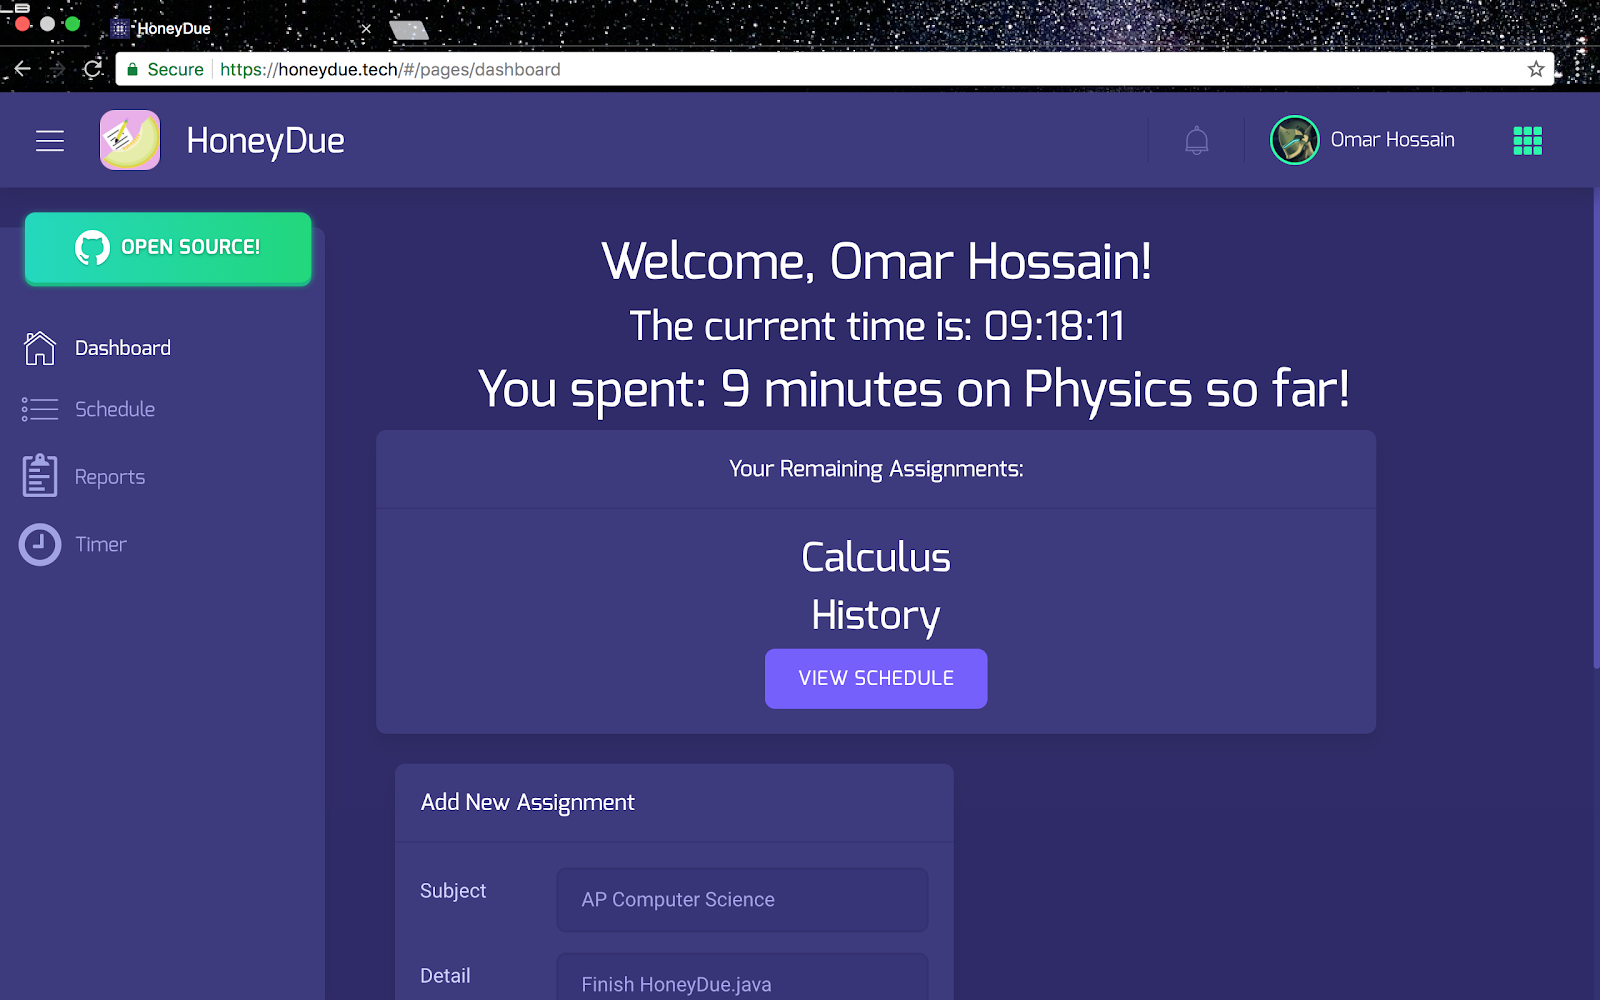 HoneyDue
Secure https://honeydue.tech/#/pages/dashboard
HoneyDue
Omar Hossain
OPEN SOURCE!
Dashboard
Schedule
Reports
Timer
Welcome, Omar Hossain!
The current time is: 09:18:11
You spent: 9 minutes on Physics so far!
Your Remaining Assignments:
Calculus
History
VIEW SCHEDULE
Add New Assignment
Subject
AP Computer Science
Detail
Finish HoneyDue.java